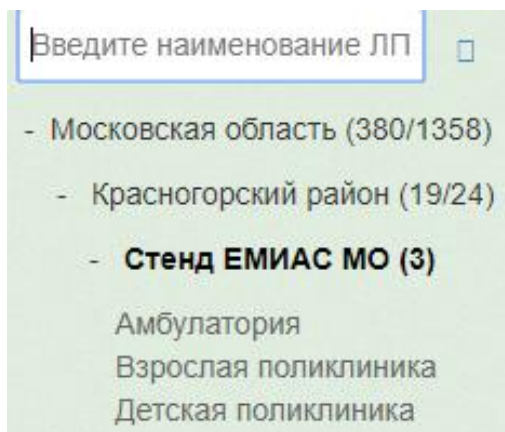 Введите наименование ЛП
- Московская область (380/1358)
- Красногорский район (19/24)
- Стенд ЕМИАС МО (3)
Амбулатория
Взрослая поликлиника
Детская поликлиника